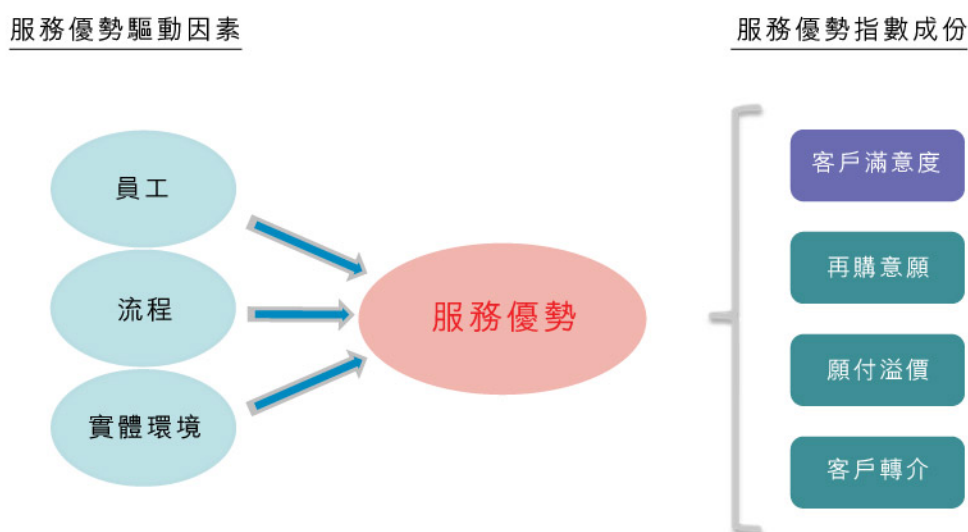 服務優勢驅動因素
服務優勢指數成份
員工
流程
實體環境
服務優勢
客戶滿意度
再購意願
願付溢價
客戶轉介